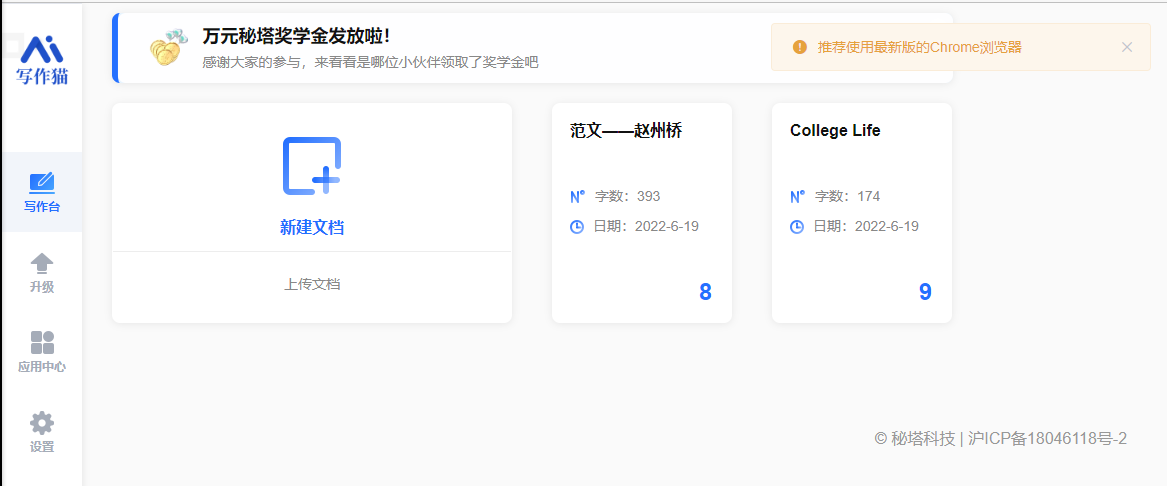 写作猫
写作台
升级
应用中心
设置
万元秘塔奖学金发放啦！
感谢大家的参与，来看看是哪位小伙伴领取了奖学金吧
推荐使用最新版的Chrome浏览器
新建文档
上传文档
范文——赵州桥
字数：393
日期：2022-6-19
8
College Life
字数：174
日期：2022-6-19
9
© 秘塔科技 | 沪ICP备18046118号-2